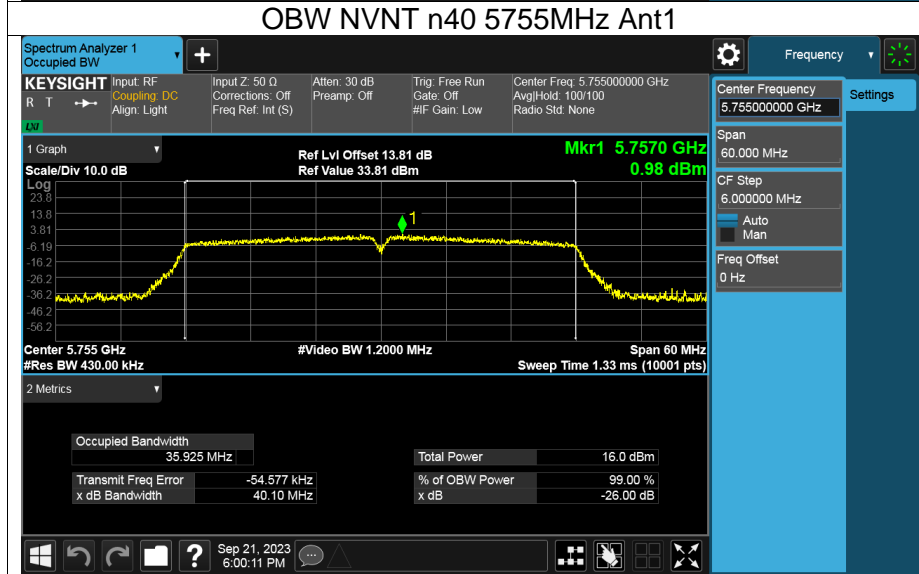 OBW NVNT n40 5755MHz Ant1
Spectrum Analyzer 1
Occupied BW
Frequency
KEYSIGHT
R T
LXI
Input: RF
Coupling: DC
Align: Light
Input Z: 50 Ω
Corrections: Off
Freq Ref: Int (S)
Atten: 30 dB
Preamp: Off
Trig: Free Run
Gate: Off
#IF Gain: Low
Center Freq: 5.755000000 GHz
Avg|Hold: 100/100
Radio Std: None
Center Frequency
5.755000000 GHz
Settings
Span
60.000 MHz
CF Step
6.000000 MHz
Auto
Man
Freq Offset
0 Hz
1 Graph
Scale/Div 10.0 dB
Ref Lvl Offset 13.81 dB
Ref Value 33.81 dBm
Mkr1 5.7570 GHz
0.98 dBm
Log
23.8
13.8
3.81
-6.19
-16.2
-26.2
-36.2
-46.2
-56.2
1
Center 5.755 GHz
#Res BW 430.00 kHz
#Video BW 1.2000 MHz
Span 60 MHz
Sweep Time 1.33 ms (10001 pts)
2 Metrics
Occupied Bandwidth
35.925 MHz
Total Power 16.0 dBm
Transmit Freq Error -54.577 kHz
% of OBW Power 99.00 %
x dB Bandwidth 40.10 MHz
x dB -26.00 dB
?
Sep 21, 2023
6:00:11 PM